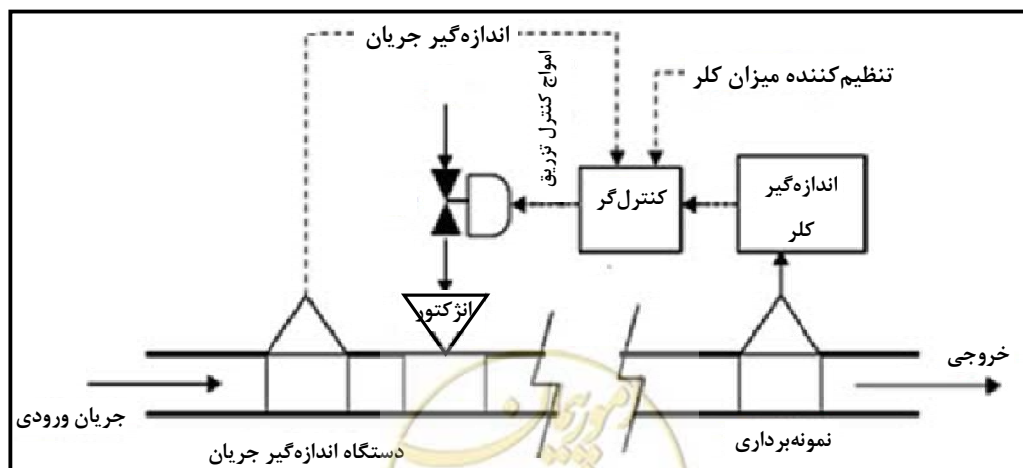 اندازه‌گیر جریان
تنظیم‌کننده میزان کلر
امواج کنترل تزریق
کنترل‌گر
اندازه‌گیر
کلر
انژکتور
خروجی
جریان ورودی
نمونه‌برداری
دستگاه اندازه‌گیر جریان